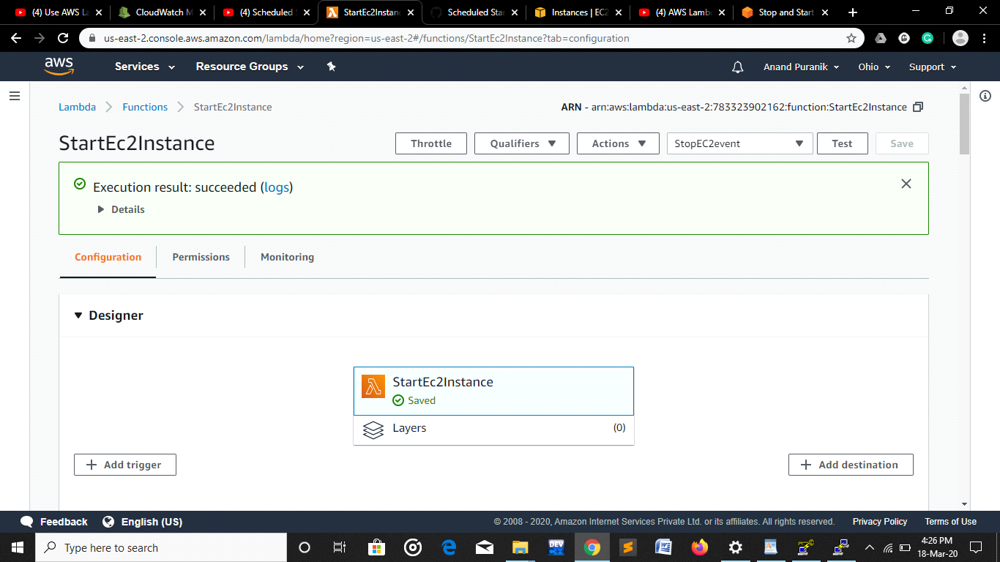 (4) Use AWS La
CloudWatch M
(4) Scheduled S
StartEc2Instanc
Scheduled Star
Instances | EC2
(4) AWS Lamb
Stop and Start
us-east-2.console.aws.amazon.com/lambda/home?region=us-east-2#/functions/StartEc2Instance?tab=configuration
aws
Services
Resource Groups
Anand Puranik
Ohio
Support
Lambda
Functions
StartEc2Instance
ARN - arn:aws:lambda:us-east-2:783323902162:function:StartEc2Instance
StartEc2Instance
Throttle
Qualifiers
Actions
StopEC2event
Test
Save
Execution result: succeeded (logs)
Details
Configuration
Permissions
Monitoring
Designer
StartEc2Instance
Saved
Layers
(0)
Add trigger
Add destination
Feedback
English (US)
© 2008 - 2020, Amazon Internet Services Private Ltd. or its affiliates. All rights reserved.
Privacy Policy
Terms of Use
Type here to search
DEV
4:26 PM
18-Mar-20